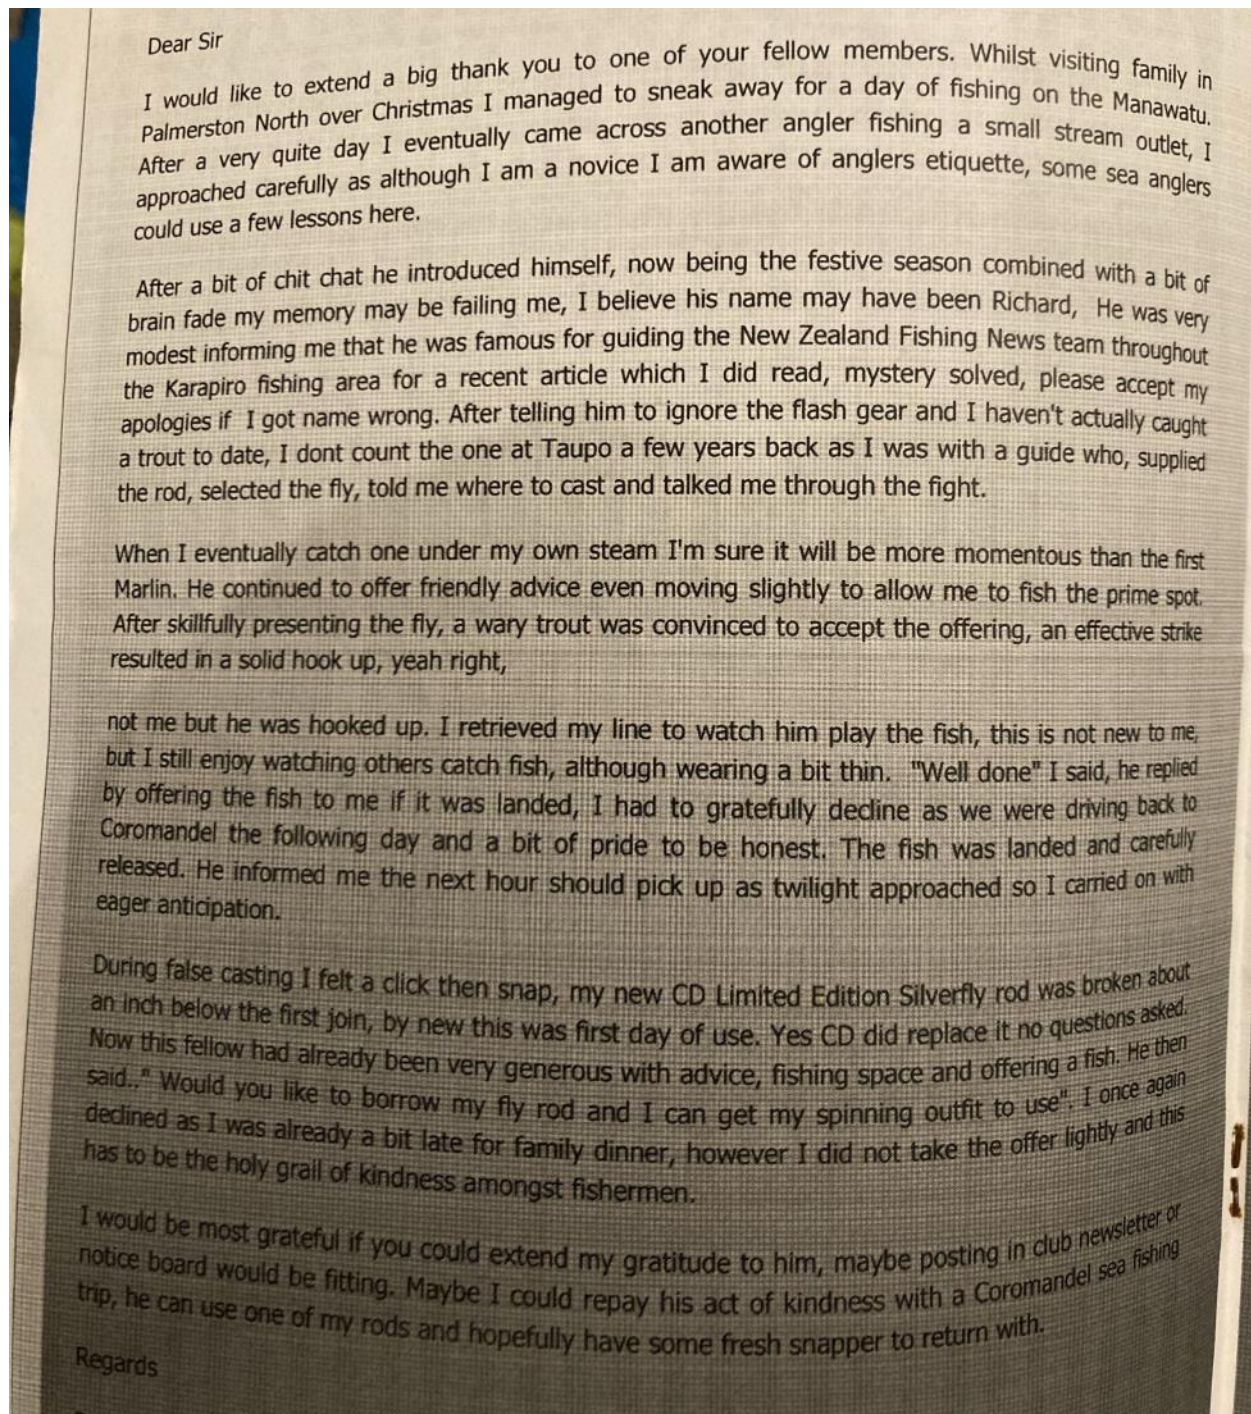 Dear Sir
I would like to extend a big thank you to one of your fellow members. Whilst visiting family in
Palmerston North over Christmas I managed to sneak away for a day of fishing on the Manawatu.
After a very quite day I eventually came across another angler fishing a small stream outlet, I
approached carefully as although I am a novice I am aware of anglers etiquette, some sea anglers
could use a few lessons here.
After a bit of chit chat he introduced himself, now being the festive season combined with a bit of
brain fade my memory may be failing me, I believe his name may have been Richard,  He was very
modest informing me that he was famous for guiding the New Zealand Fishing News team throughout
the Karapiro fishing area for a recent article which I did read, mystery solved, please accept my
apologies if  I got name wrong. After telling him to ignore the flash gear and I haven't actually caught
a trout to date, I dont count the one at Taupo a few years back as I was with a guide who, supplied
the rod, selected the fly, told me where to cast and talked me through the fight.
When I eventually catch one under my own steam I'm sure it will be more momentous than the first
Marlin. He continued to offer friendly advice even moving slightly to allow me to fish the prime spot.
After skillfully presenting the fly, a wary trout was convinced to accept the offering, an effective strike
resulted in a solid hook up, yeah right,
not me but he was hooked up. I retrieved my line to watch him play the fish, this is not new to me,
but I still enjoy watching others catch fish, although wearing a bit thin.  "Well done" I said, he replied
by offering the fish to me if it was landed, I had to gratefully decline as we were driving back to
Coromandel the following day and a bit of pride to be honest. The fish was landed and carefully
released. He informed me the next hour should pick up as twilight approached so I carried on with
eager anticipation.
During false casting I felt a click then snap, my new CD Limited Edition Silverfly rod was broken about
an inch below the first join, by new this was first day of use. Yes CD did replace it no questions asked.
Now this fellow had already been very generous with advice, fishing space and offering a fish. He then
said.." Would you like to borrow my fly rod and I can get my spinning outfit to use". I once again
declined as I was already a bit late for family dinner, however I did not take the offer lightly and this
has to be the holy grail of kindness amongst fishermen.
I would be most grateful if you could extend my gratitude to him, maybe posting in club newsletter or
notice board would be fitting. Maybe I could repay his act of kindness with a Coromandel sea fishing
trip, he can use one of my rods and hopefully have some fresh snapper to return with.
Regards